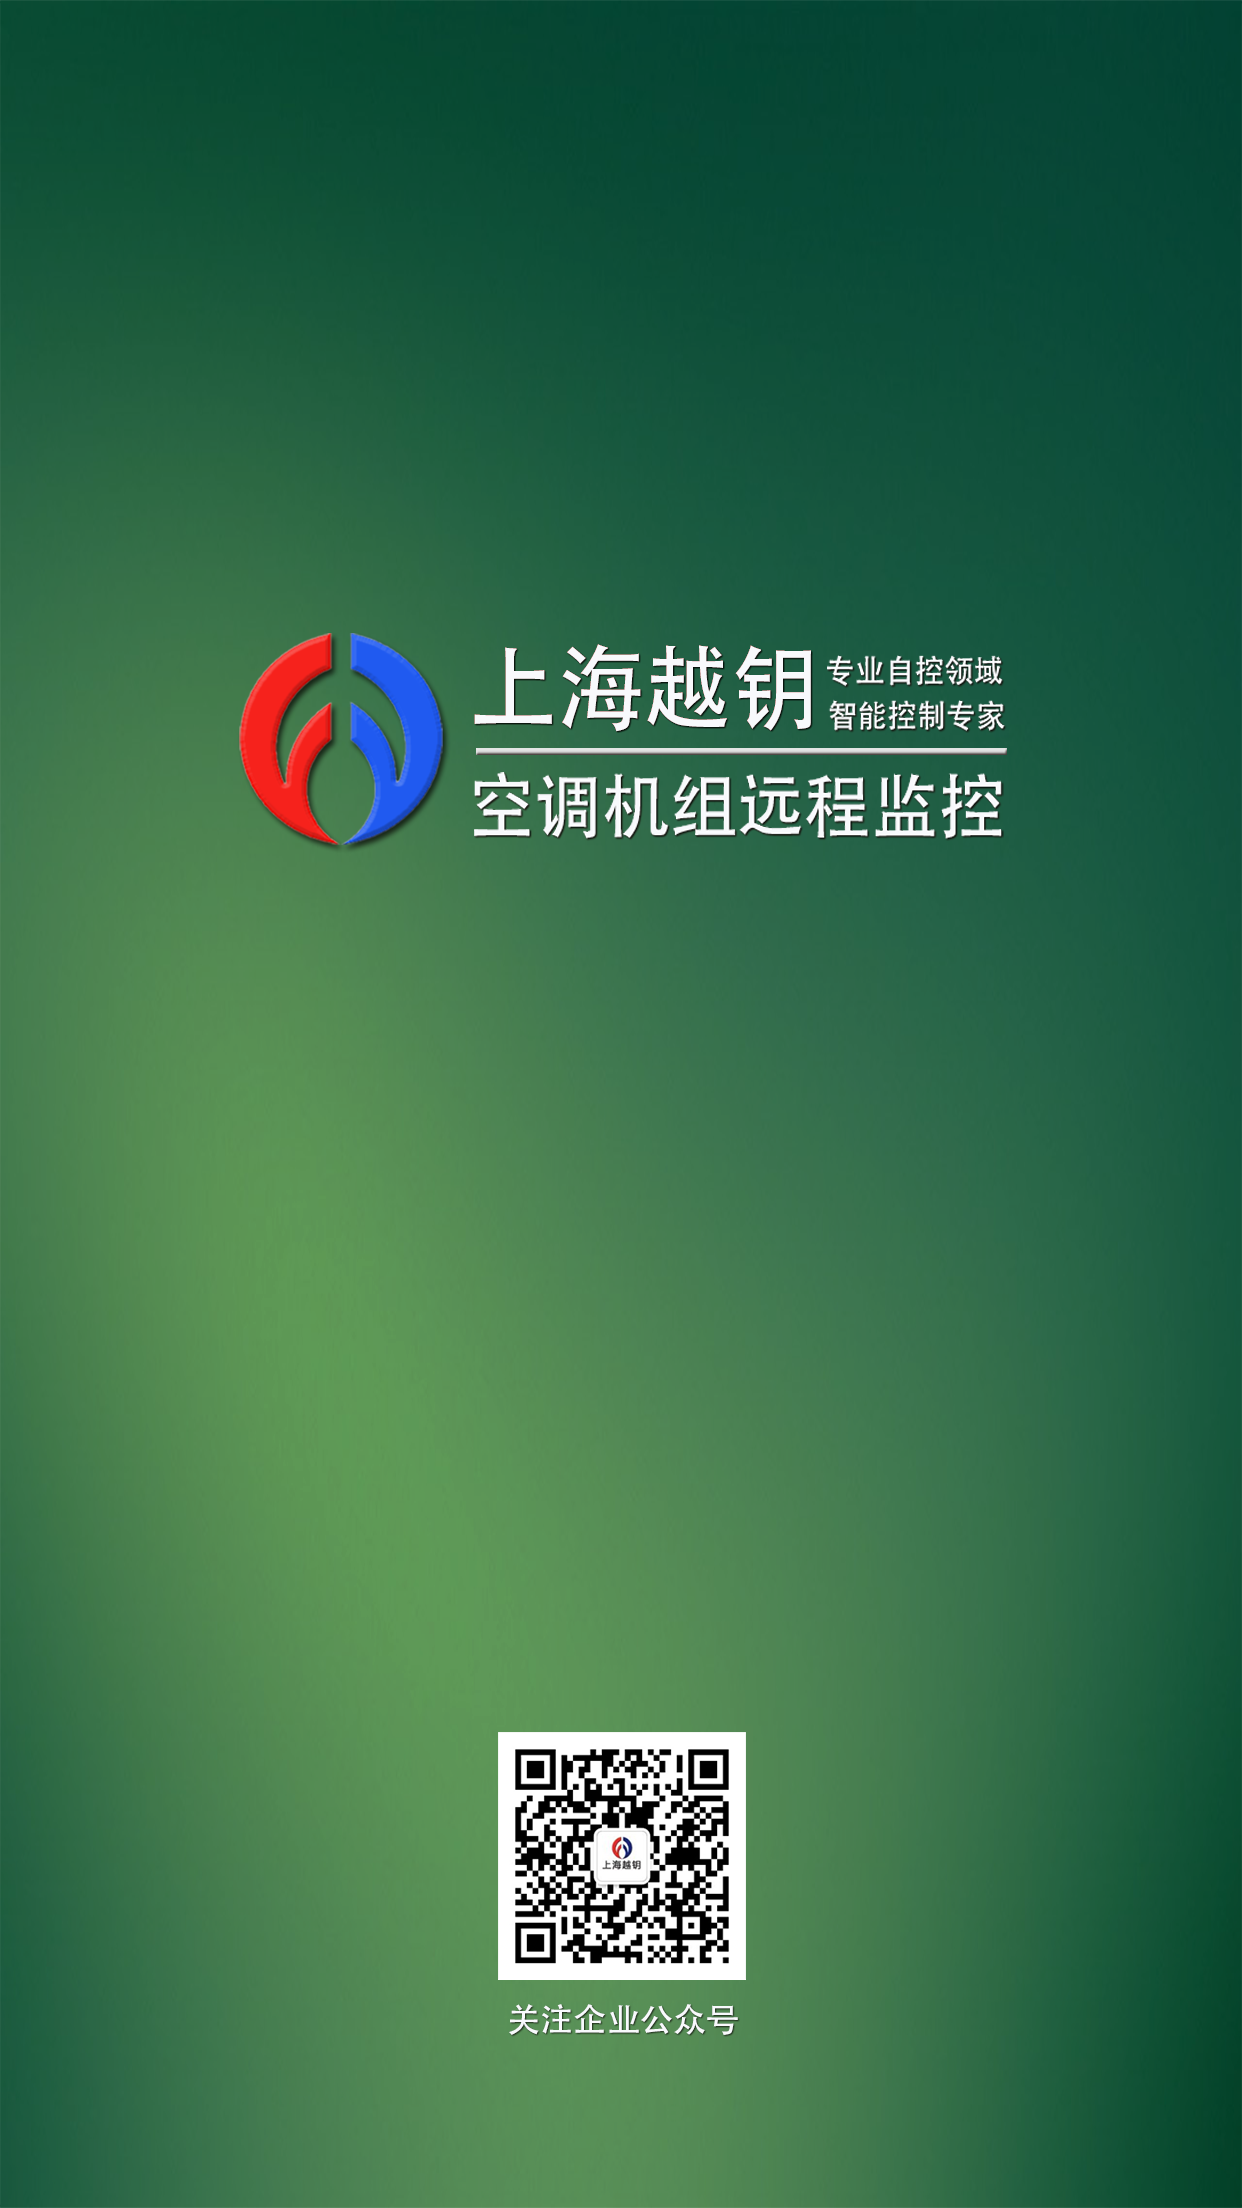 上海越钥
专业自控领域
智能控制专家
空调机组远程监控
上海越钥
关注企业公众号